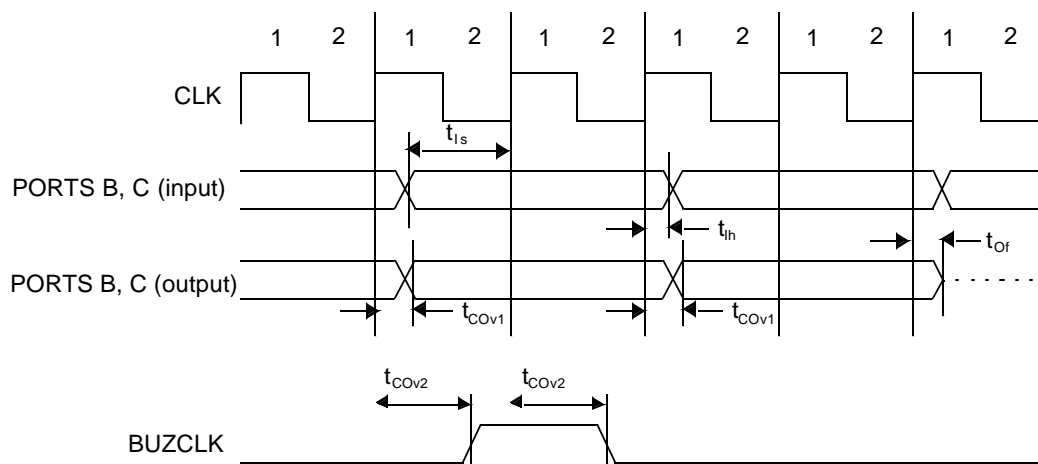 1 2 1 2 1 2 1 2 1 2 1 2
CLK
tIs
PORTS B, C (input)
tIh
tOf
PORTS B, C (output)
tCOv1 tCOv1
tCOv2 tCOv2
BUZCLK